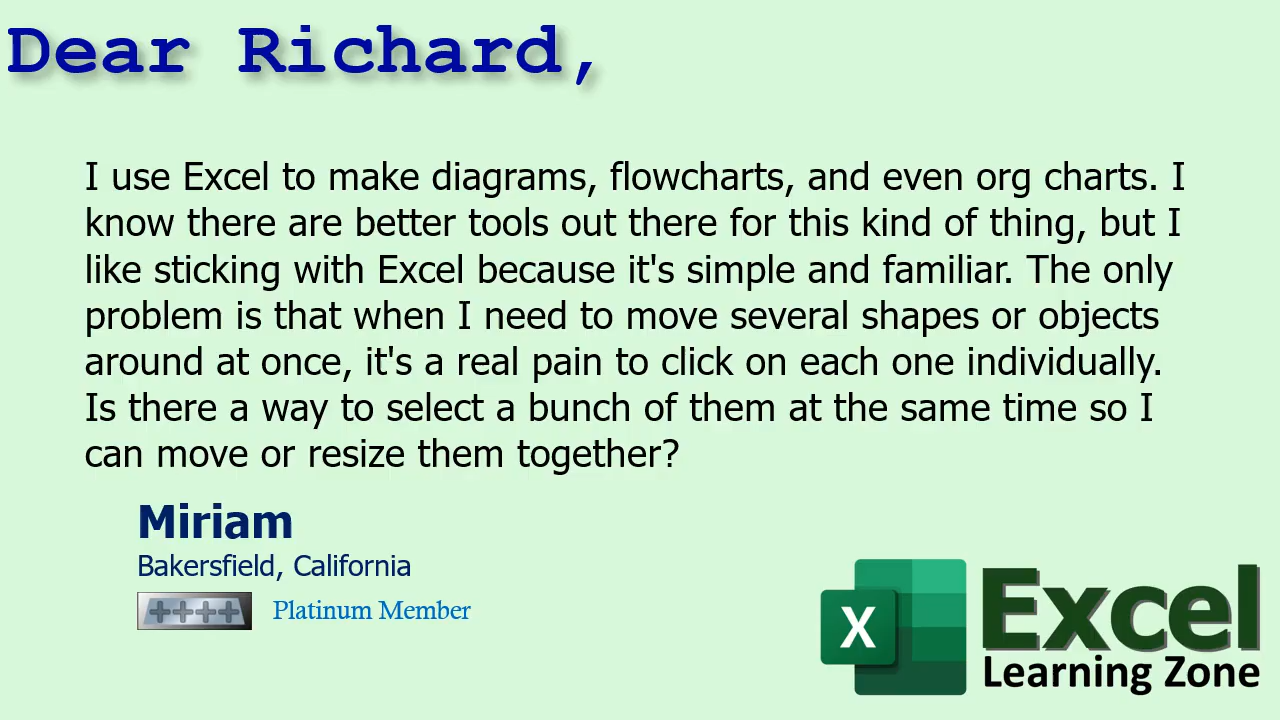 Dear Richard,
I use Excel to make diagrams, flowcharts, and even org charts. I
know there are better tools out there for this kind of thing, but I
like sticking with Excel because it's simple and familiar. The only
problem is that when I need to move several shapes or objects
around at once, it's a real pain to click on each one individually.
Is there a way to select a bunch of them at the same time so I
can move or resize them together?
Miriam
Bakersfield, California
Platinum Member
X
Excel
Learning Zone